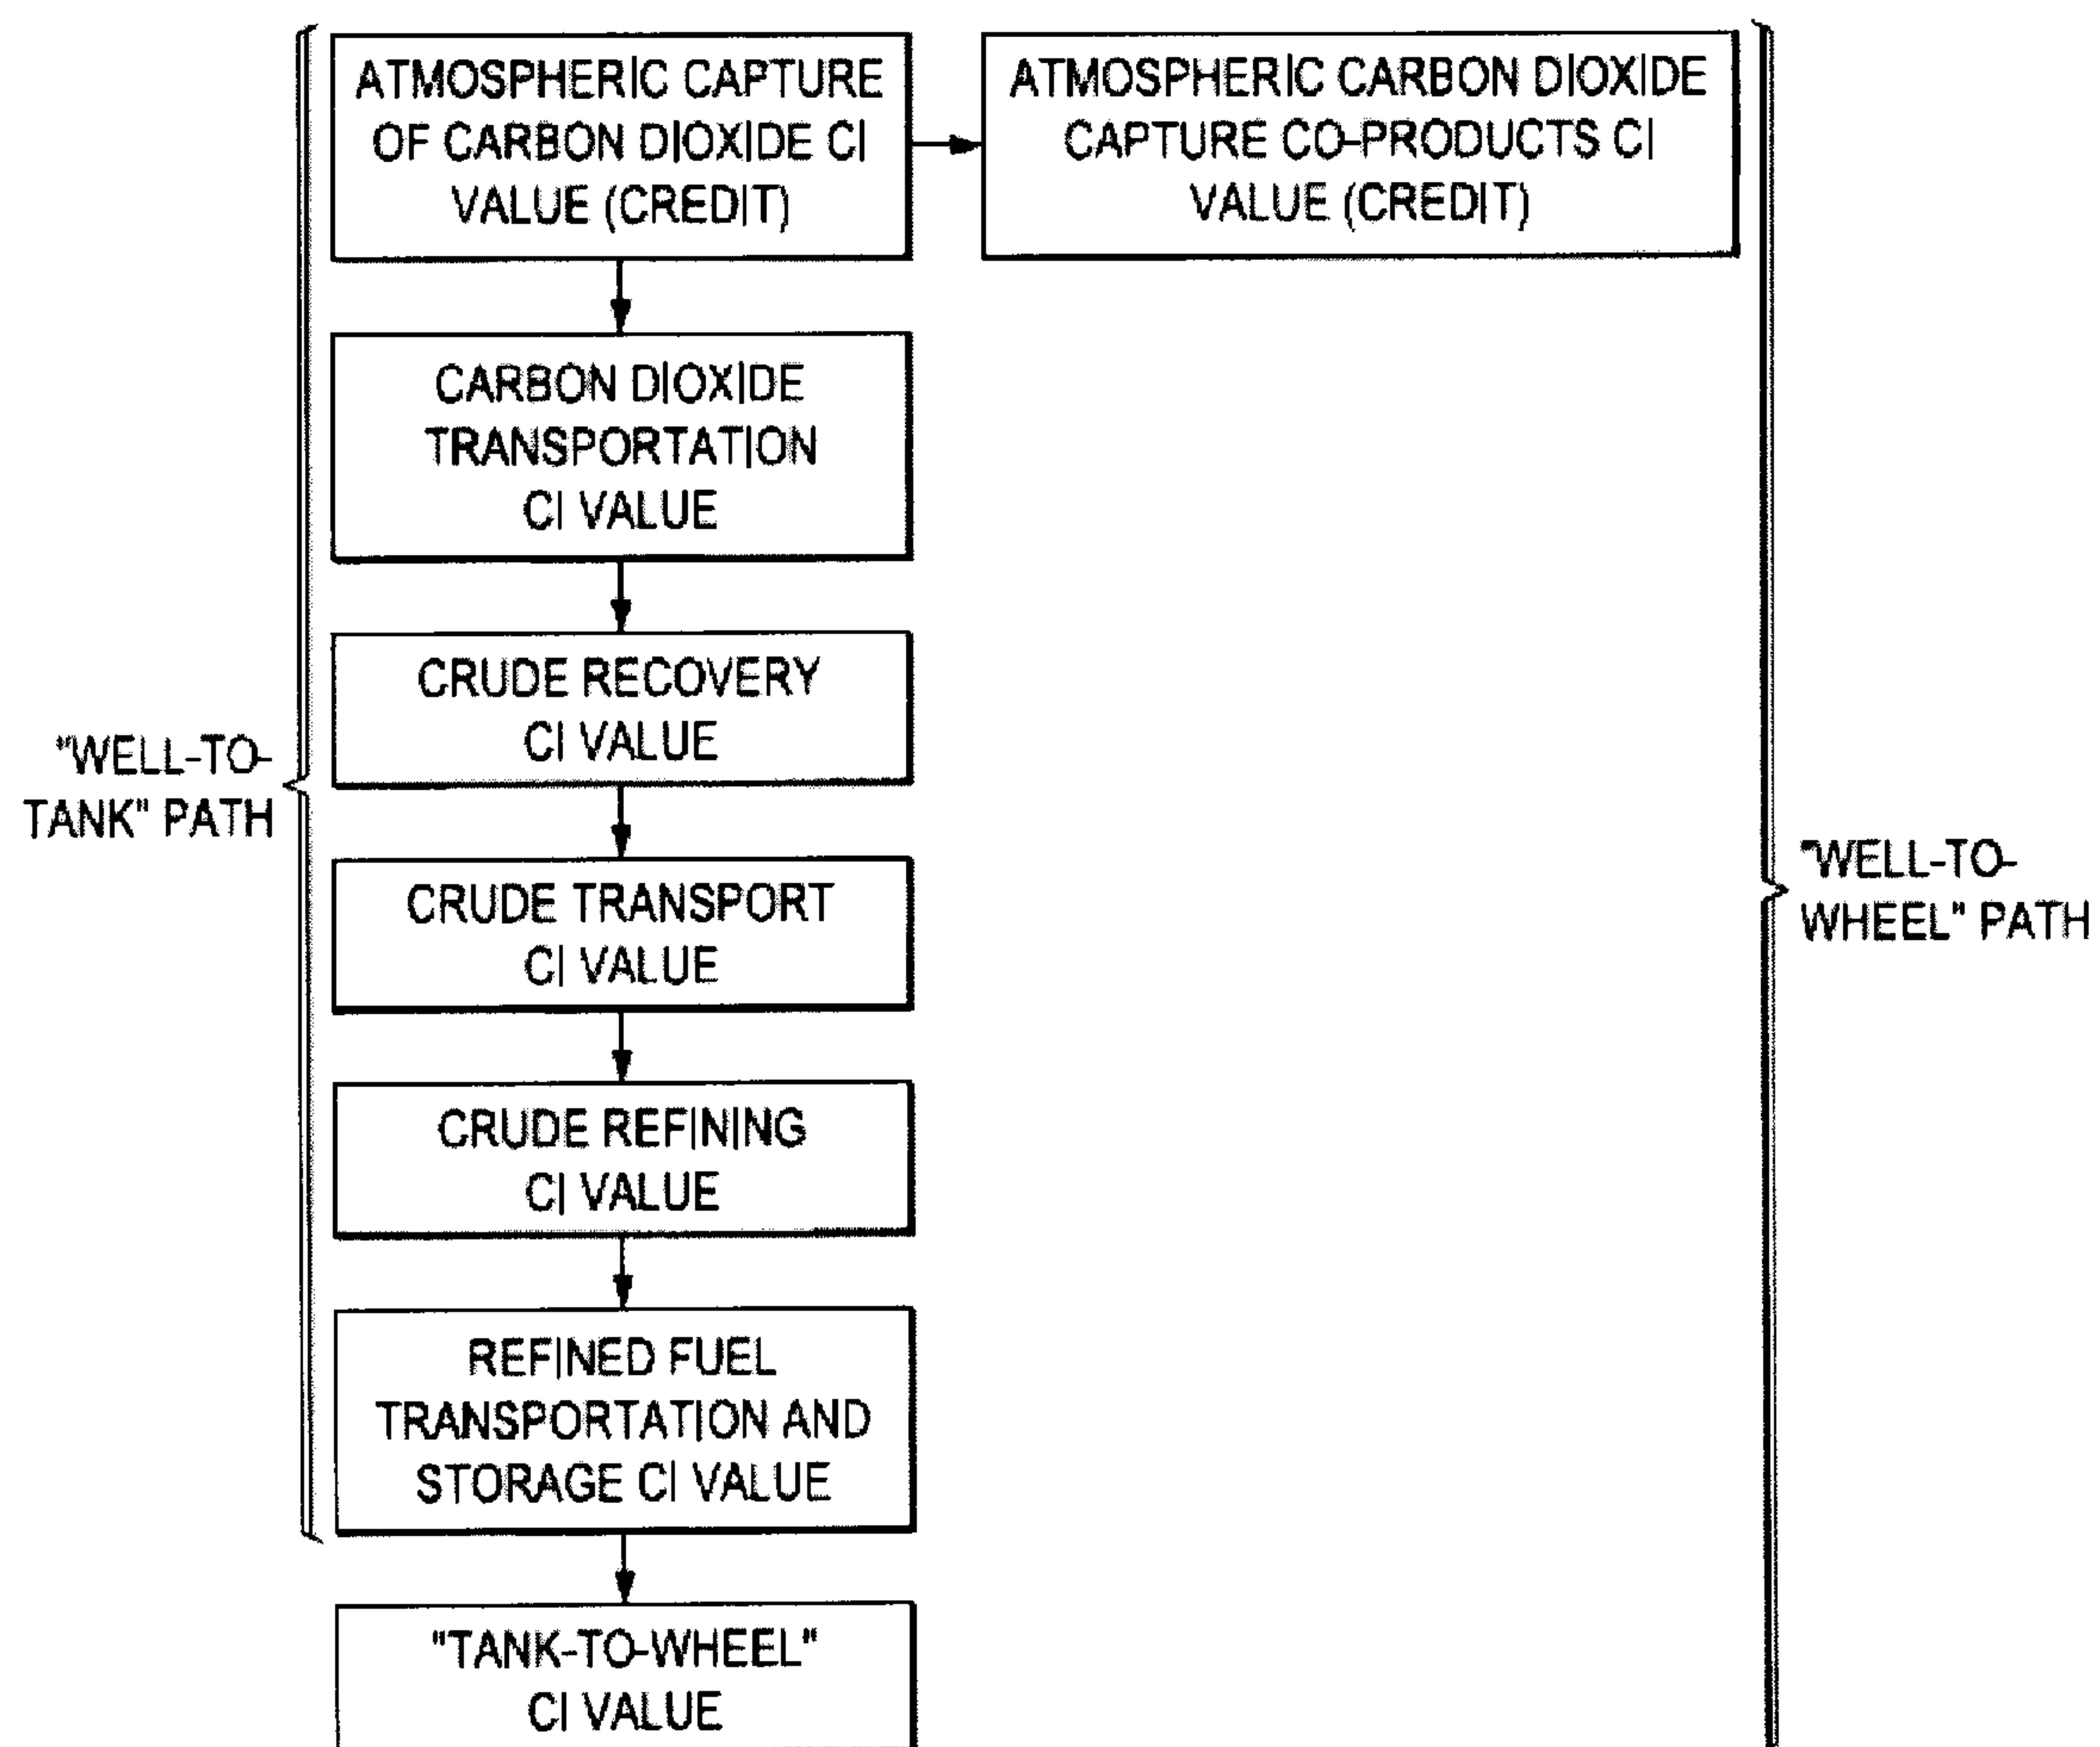 ATMOSPHERIC CAPTURE
OF CARBON DIOXIDE CI
VALUE (CREDIT)
ATMOSPHERIC CARBON DIOXIDE
CAPTURE CO-PRODUCTS CI
VALUE (CREDIT)
CARBON DIOXIDE
TRANSPORTATION
CI VALUE
CRUDE RECOVERY
CI VALUE
"WELL-TO-
TANK" PATH
CRUDE TRANSPORT
CI VALUE
"WELL-TO-
WHEEL" PATH
CRUDE REFINING
CI VALUE
REFINED FUEL
TRANSPORTATION AND
STORAGE CI VALUE
"TANK-TO-WHEEL"
CI VALUE